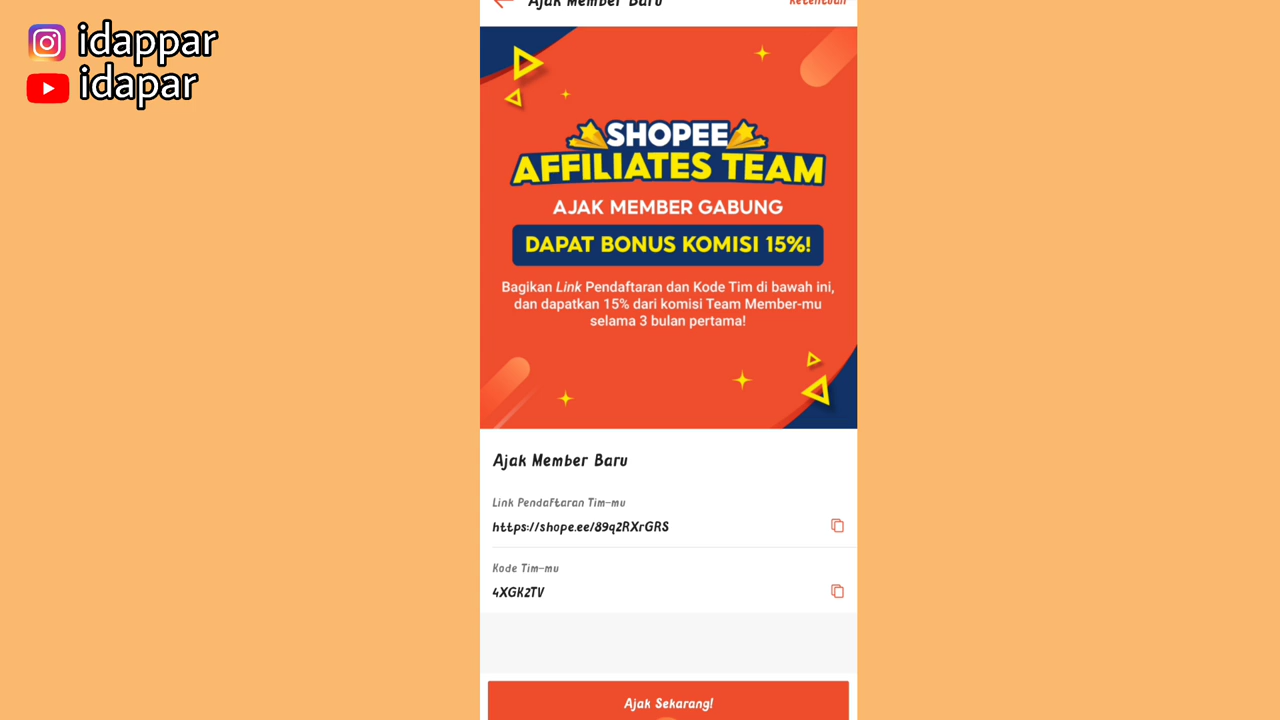 idappar
idapar
Ajak Member Baru
Ketentuan
SHOPEE
AFFILIATES TEAM
AJAK MEMBER GABUNG
DAPAT BONUS KOMISI 15%!
Bagikan Link Pendaftaran dan Kode Tim di bawah ini,
dan dapatkan 15% dari komisi Team Member-mu
selama 3 bulan pertama!
Ajak Member Baru
Link Pendaftaran Tim-mu
https://shope.ee/89q2RXrGRS
Kode Tim-mu
4XGK2TV
Ajak Sekarang!